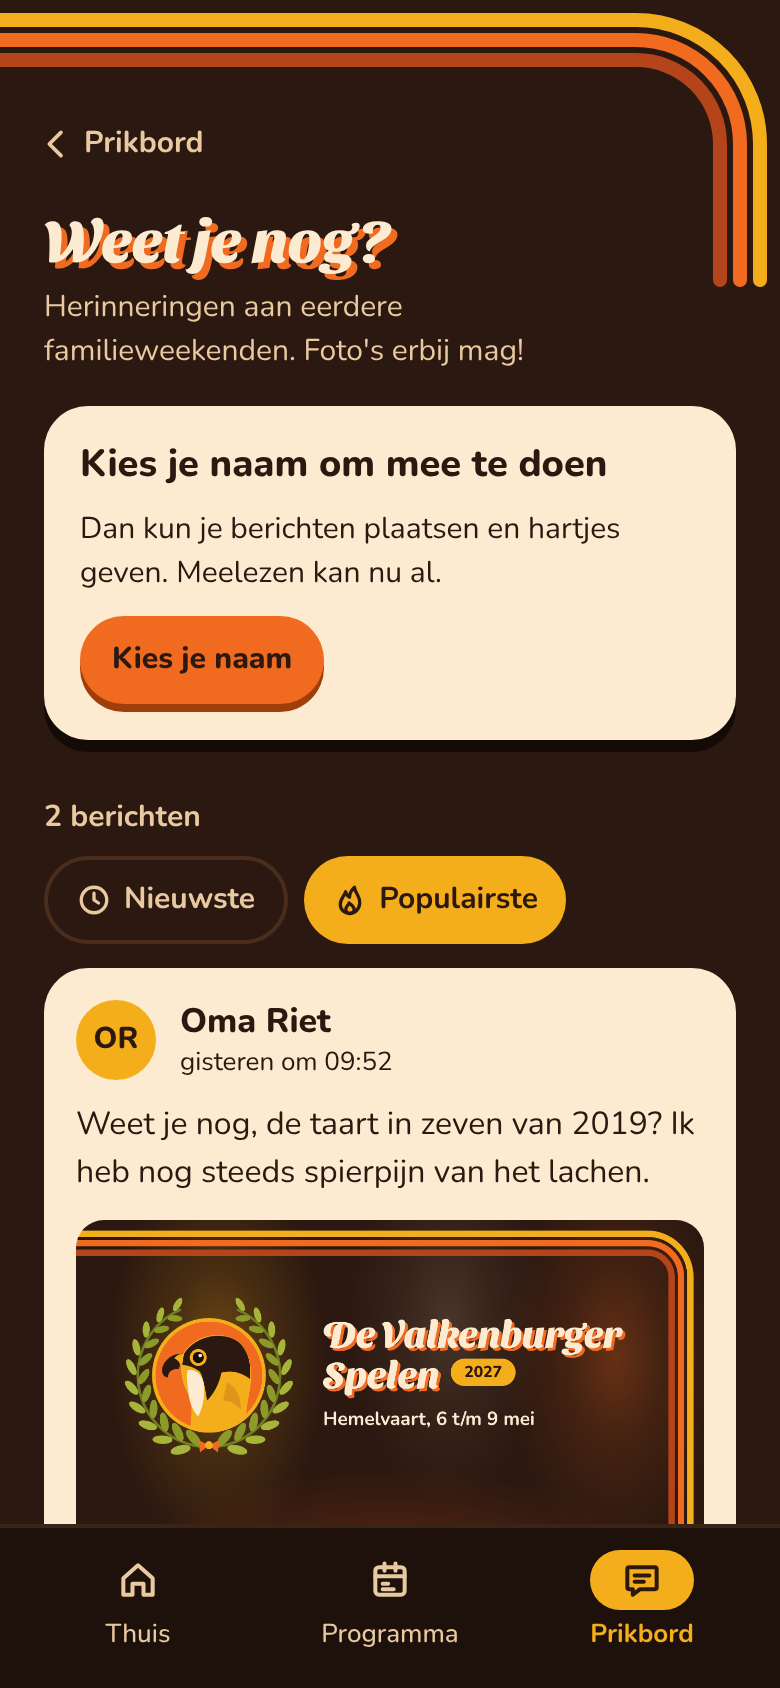 Prikbord
Weet je nog?
Herinneringen aan eerdere
familieweekenden. Foto's erbij mag!
Kies je naam om mee te doen
Dan kun je berichten plaatsen en hartjes
geven. Meelezen kan nu al.
Kies je naam
2 berichten
Nieuwste
Populairste
OR
Oma Riet
gisteren om 09:52
Weet je nog, de taart in zeven van 2019? Ik
heb nog steeds spierpijn van het lachen.
De Valkenburger
Spelen 2027
Hemelvaart, 6 t/m 9 mei
Thuis
Programma
Prikbord